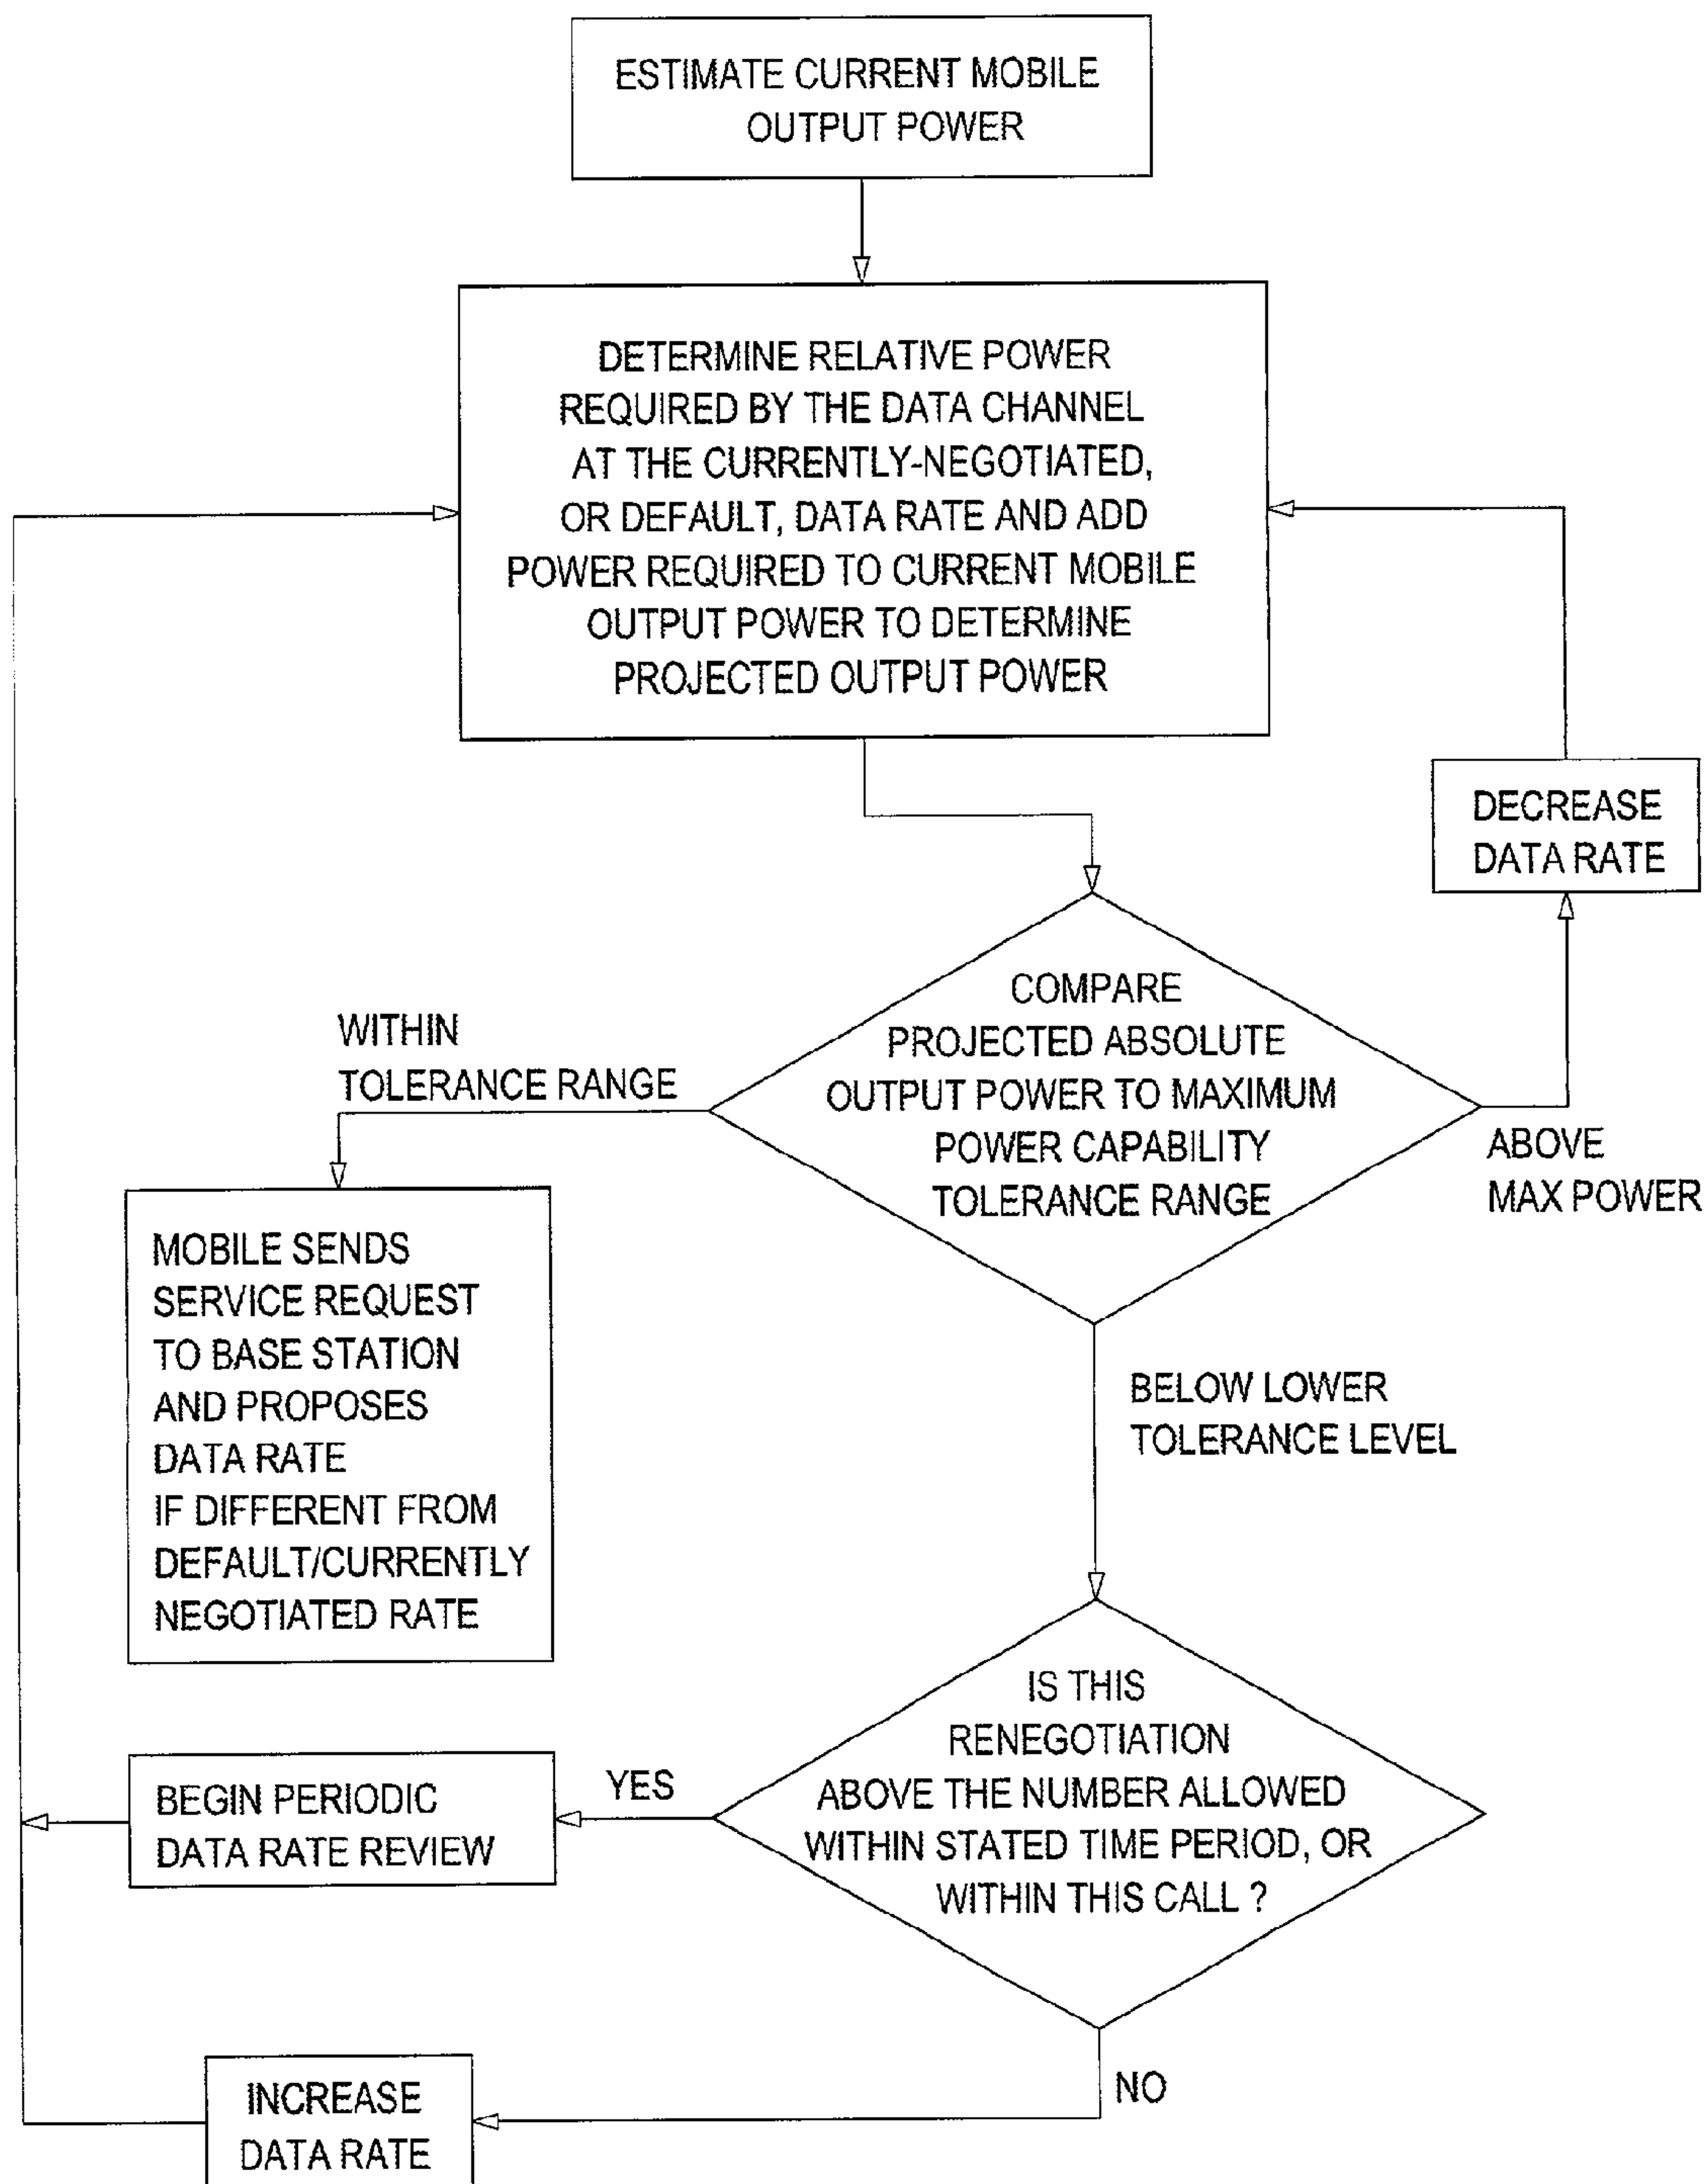 ESTIMATE CURRENT MOBILE
OUTPUT POWER
DETERMINE RELATIVE POWER
REQUIRED BY THE DATA CHANNEL
AT THE CURRENTLY-NEGOTIATED,
OR DEFAULT, DATA RATE AND ADD
POWER REQUIRED TO CURRENT MOBILE
OUTPUT POWER TO DETERMINE
PROJECTED OUTPUT POWER
DECREASE
DATA RATE
COMPARE
PROJECTED ABSOLUTE
OUTPUT POWER TO MAXIMUM
POWER CAPABILITY
TOLERANCE RANGE
WITHIN
TOLERANCE RANGE
ABOVE
MAX POWER
MOBILE SENDS
SERVICE REQUEST
TO BASE STATION
AND PROPOSES
DATA RATE
IF DIFFERENT FROM
DEFAULT/CURRENTLY
NEGOTIATED RATE
BELOW LOWER
TOLERANCE LEVEL
IS THIS
RENEGOTIATION
ABOVE THE NUMBER ALLOWED
WITHIN STATED TIME PERIOD, OR
WITHIN THIS CALL ?
YES
BEGIN PERIODIC
DATA RATE REVIEW
NO
INCREASE
DATA RATE